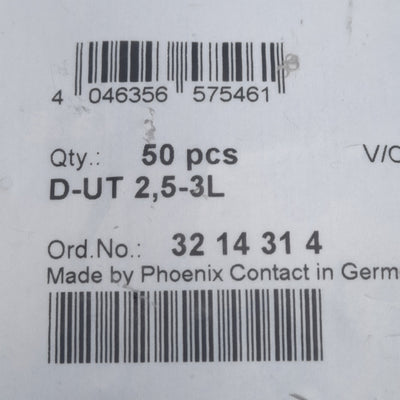 4 046356 575461
Qty.: 50 pcs V/C
D-UT 2,5-3L
Ord.No.: 32 14 31 4
Made by Phoenix Contact in Germ